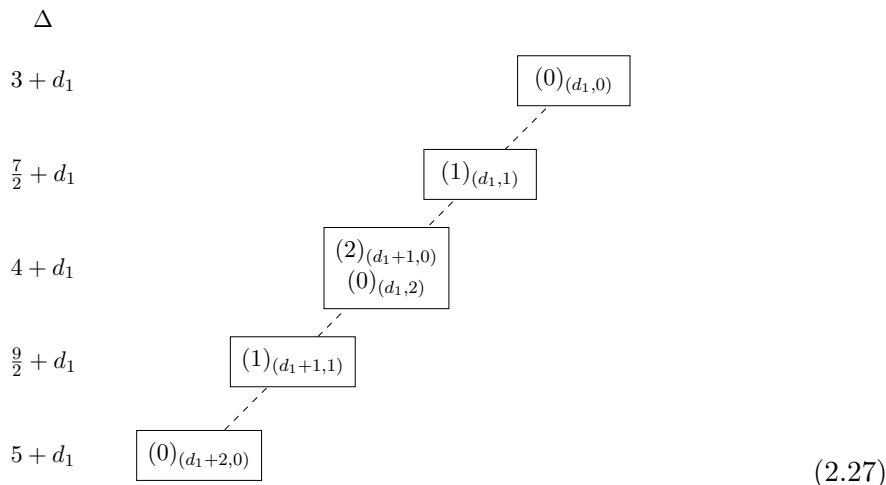 Δ
3 + d₁ (0)₍d₁,0₎
7/2 + d₁ (1)₍d₁,1₎
4 + d₁ (2)₍d₁+1,0₎
(0)₍d₁,2₎
9/2 + d₁ (1)₍d₁+1,1₎
5 + d₁ (0)₍d₁+2,0₎ (2.27)